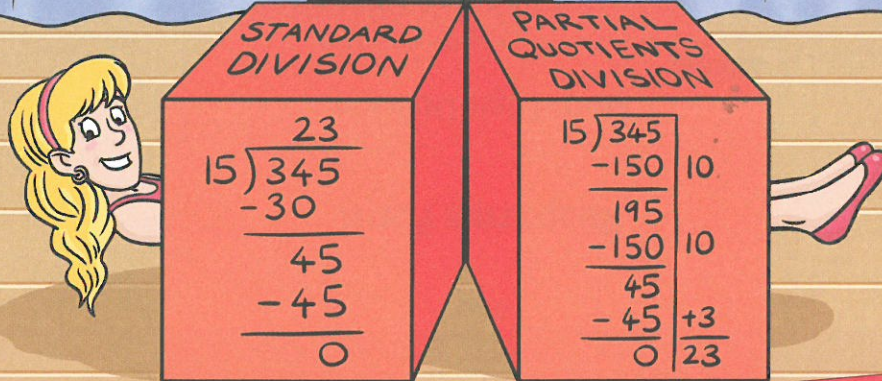 STANDARD
DIVISION
23
15)345
-30
45
-45
0
PARTIAL
QUOTIENTS
DIVISION
15)345
-150 10
195
-150 10
45
- 45 +3
0 23